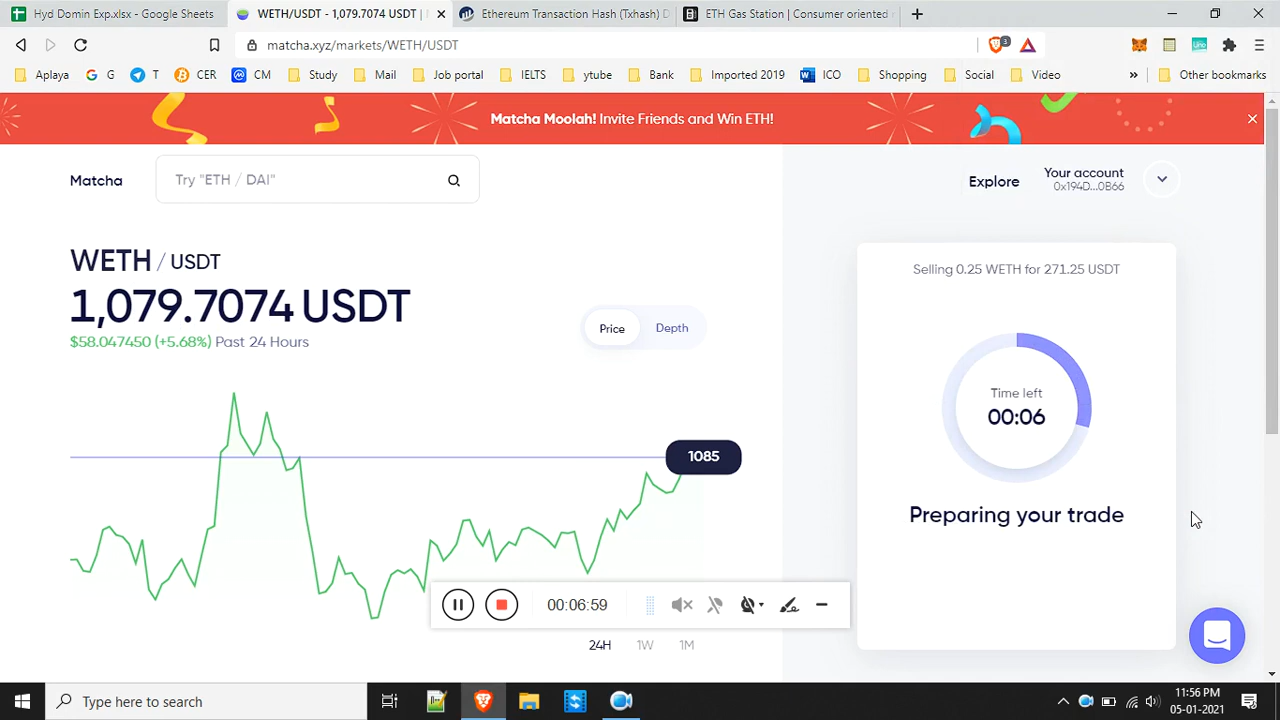 Hyd Domin Exp.xlsx - Google Sheets
WETH/USDT - 1,079.7074 USDT |
Ethereum Transaction Hash (Txhash) D
ETH Gas Station | Consumer oriented
matcha.xyz/markets/WETH/USDT
3
Aplaya
G
T
CER
CM
Study
Mail
Job portal
IELTS
ytube
Bank
Imported 2019
ICO
Shopping
Social
Video
»
Other bookmarks
Matcha Moolah! Invite Friends and Win ETH!
Matcha
Try "ETH / DAI"
Explore
Your account
0x194D...0B66
WETH / USDT
1,079.7074 USDT
$58.047450 (+5.68%) Past 24 Hours
Price
Depth
1085
24H
1W
1M
Selling 0.25 WETH for 271.25 USDT
Time left
00:06
Preparing your trade
00:06:59
Type here to search
11:56 PM
05-01-2021